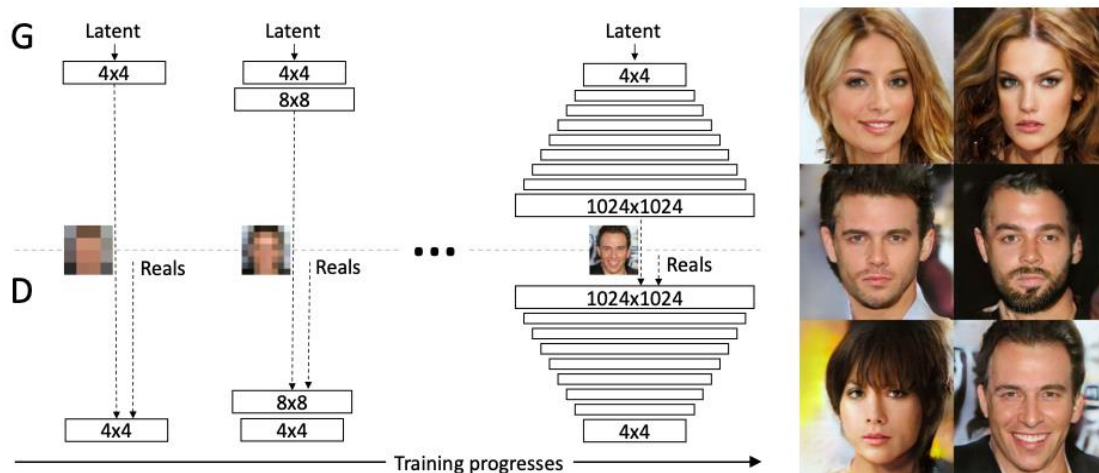 G
Latent
Latent
Latent
4x4
4x4
4x4
8x8
1024x1024
Reals
Reals
Reals
D
1024x1024
8x8
4x4
4x4
4x4
Training progresses